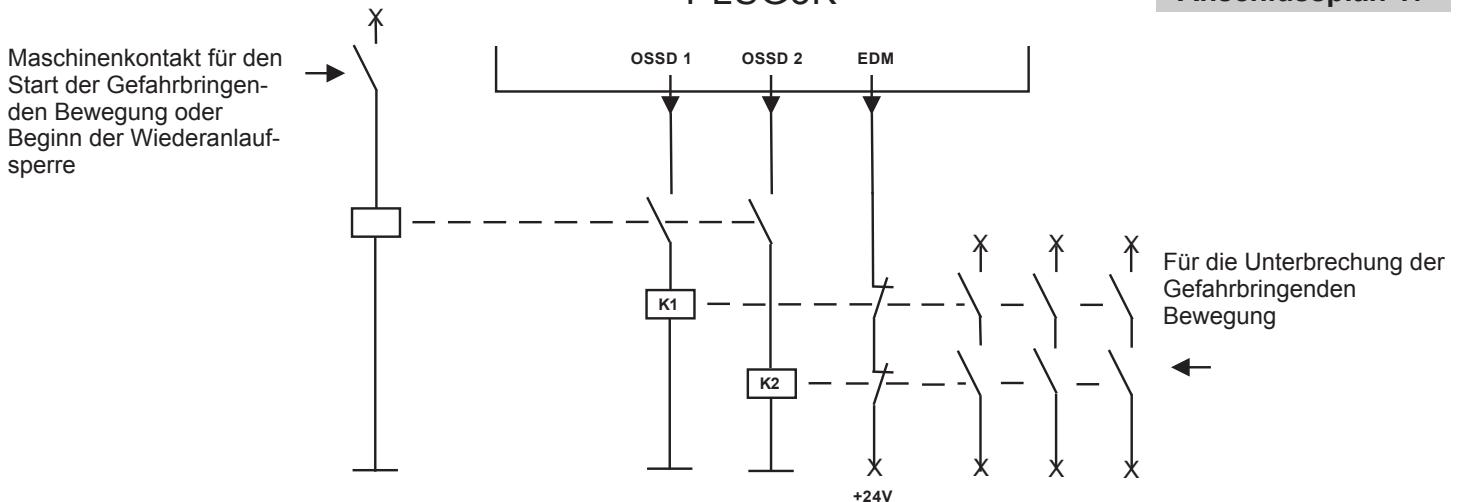 Maschinenkontakt für den
Start der Gefahrbringen-
den Bewegung oder
Beginn der Wiederanlauf-
sperre
X
OSSD 1 OSSD 2 EDM
K1
K2
X X X
Für die Unterbrechung der
Gefahrbringenden
Bewegung
X X X X
+24V